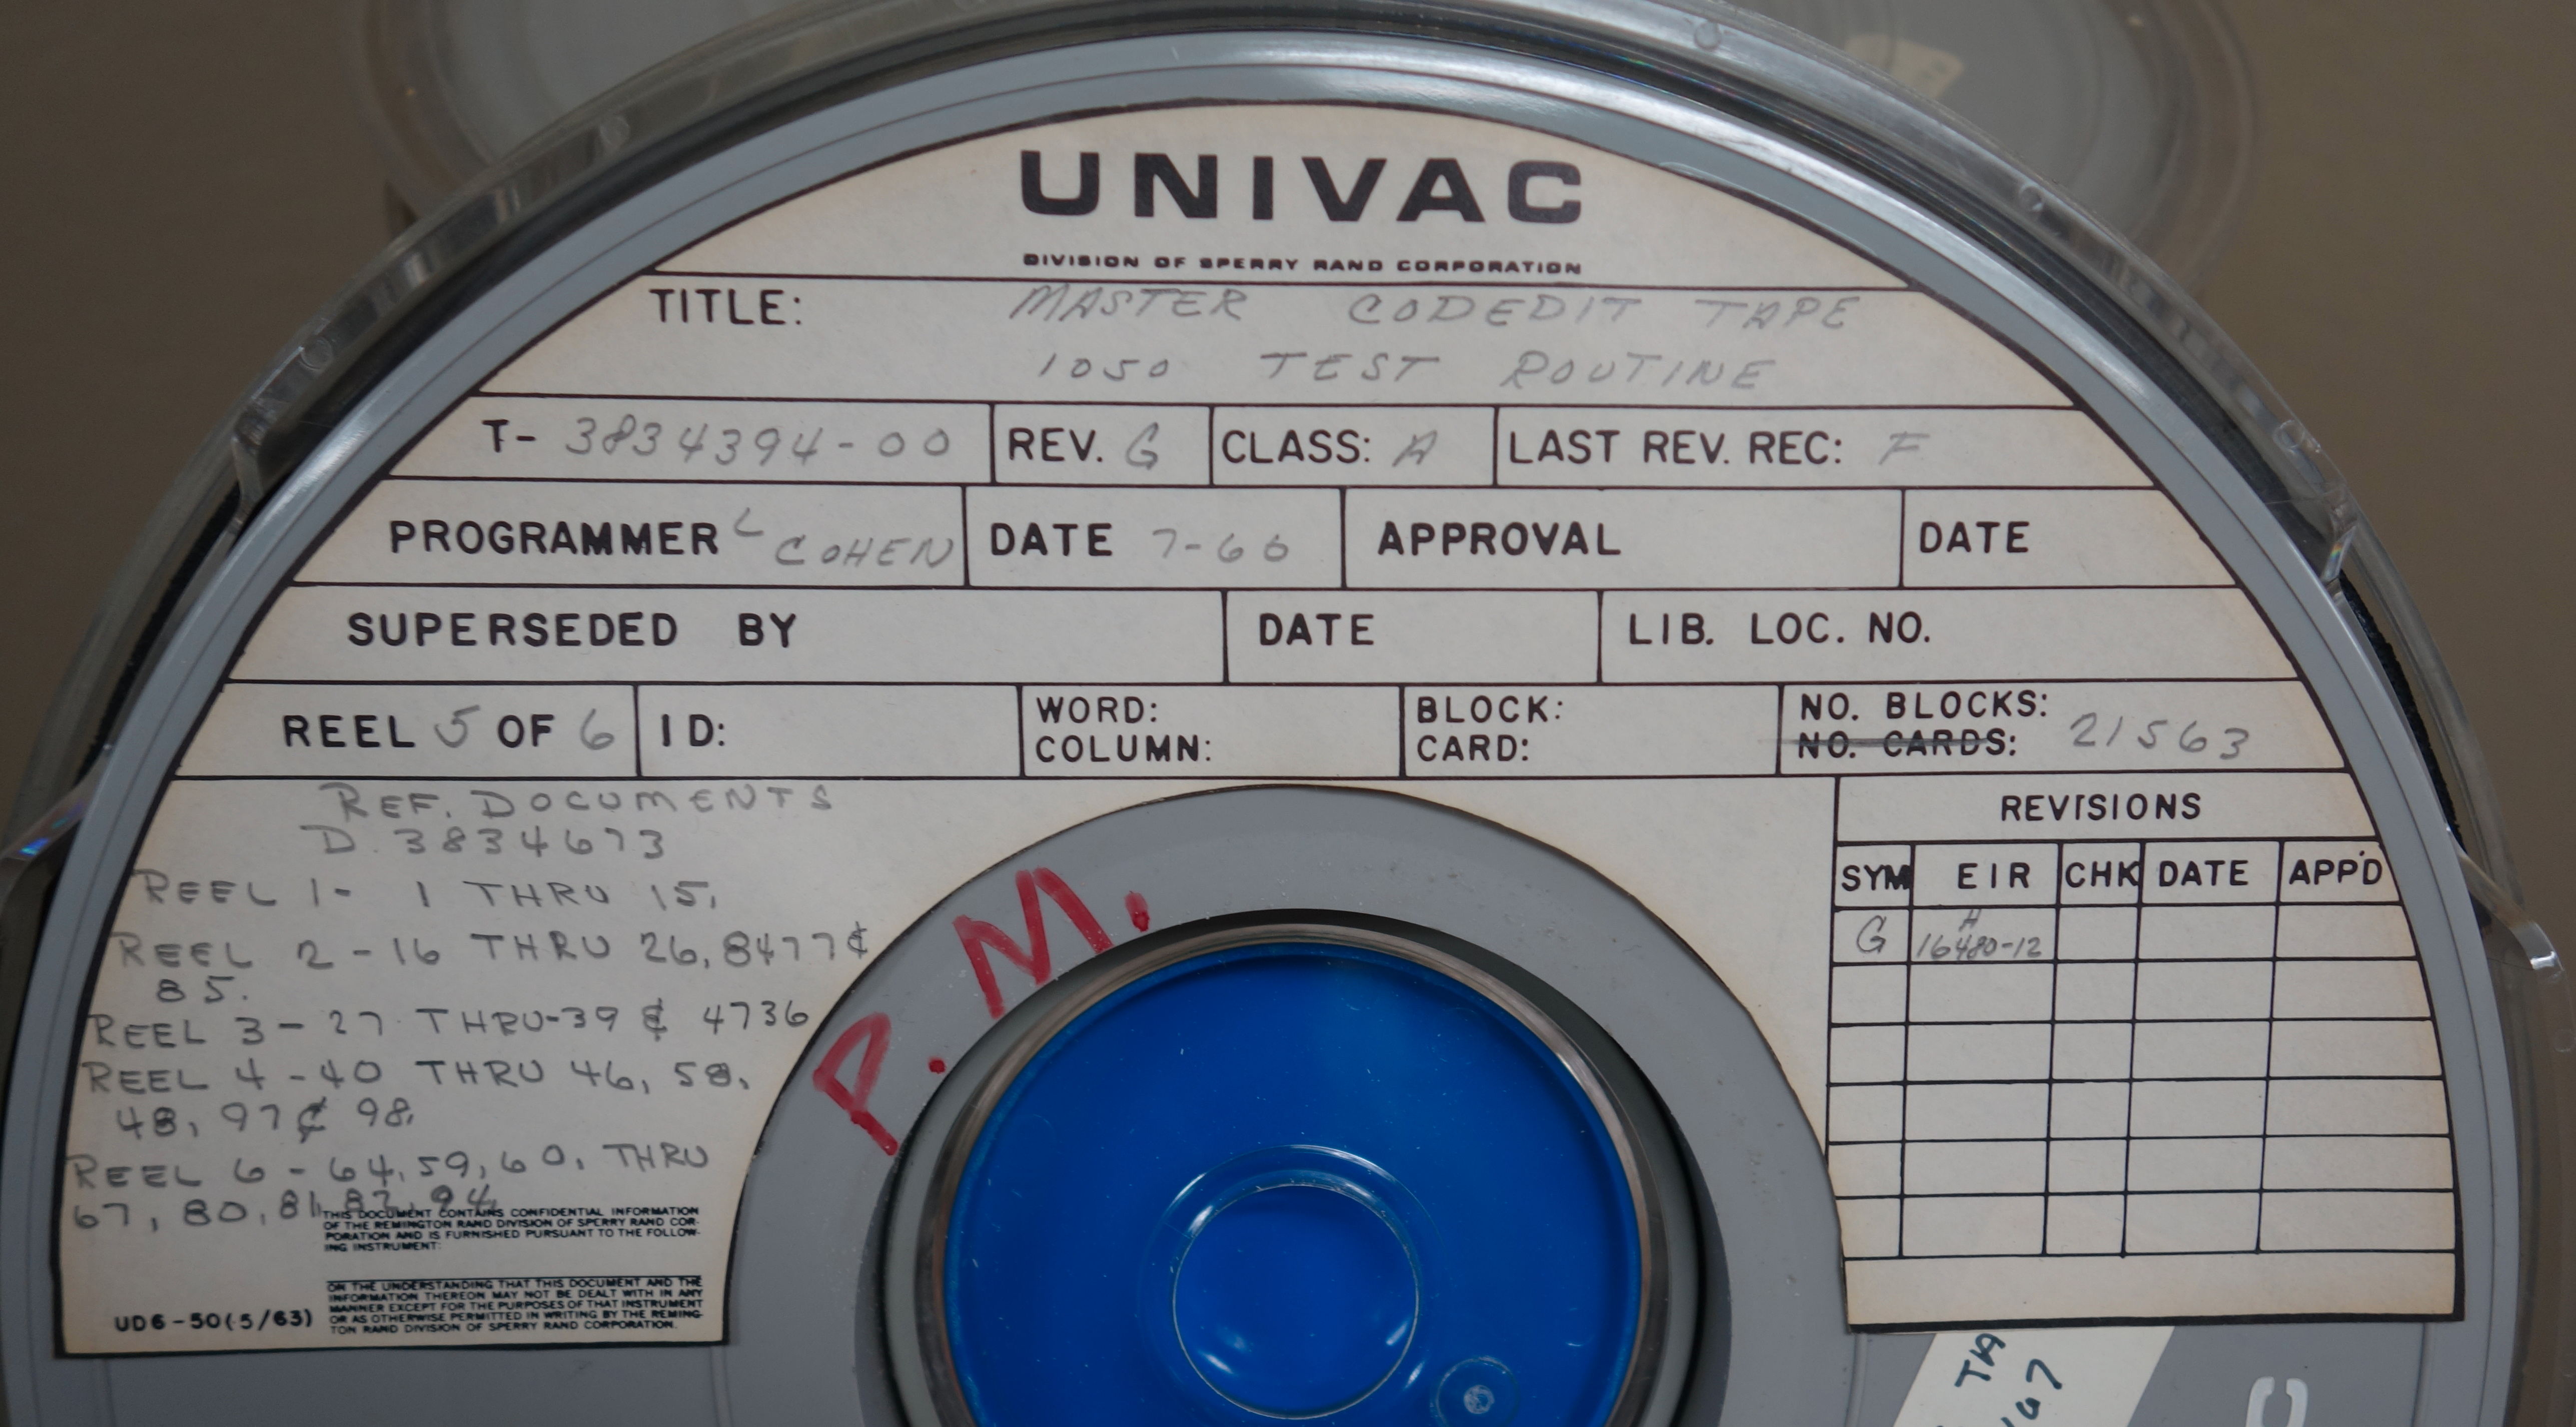 UNIVAC
DIVISION OF SPERRY RAND CORPORATION
TITLE: MASTER CODEDIT TAPE
1050 TEST ROUTINE
T- 3834394-00 REV. G CLASS: A LAST REV. REC: F
PROGRAMMER L COHEN DATE 7-66 APPROVAL DATE
SUPERSEDED BY DATE LIB. LOC. NO.
REEL 5 OF 6 ID: WORD: BLOCK: NO. BLOCKS: 21563
COLUMN: CARD: NO. CARDS:
REF. DOCUMENTS
D. 3834673
REEL 1- 1 THRU 15,
REEL 2-16 THRU 26, 84 77 ¢
85.
REEL 3-27 THRU-39 ¢ 47 36
REEL 4-40 THRU 46, 58,
48, 97 ¢ 98,
REEL 6-64, 59, 60, THRU
67, 80, 81, 82, 94,
THIS DOCUMENT CONTAINS CONFIDENTIAL INFORMATION
OF THE REMINGTON RAND DIVISION OF SPERRY RAND COR-
PORATION AND IS FURNISHED PURSUANT TO THE FOLLOW-
ING INSTRUMENT:
ON THE UNDERSTANDING THAT THIS DOCUMENT AND THE
INFORMATION THEREON MAY NOT BE DEALT WITH IN ANY
MANNER EXCEPT FOR THE PURPOSES OF THAT INSTRUMENT
OR AS OTHERWISE PERMITTED IN WRITING BY THE REMING-
TON RAND DIVISION OF SPERRY RAND CORPORATION.
UD6-50(5/63)
P.M.
REVISIONS
SYM EIR CHK DATE APP'D
G H 16480-12